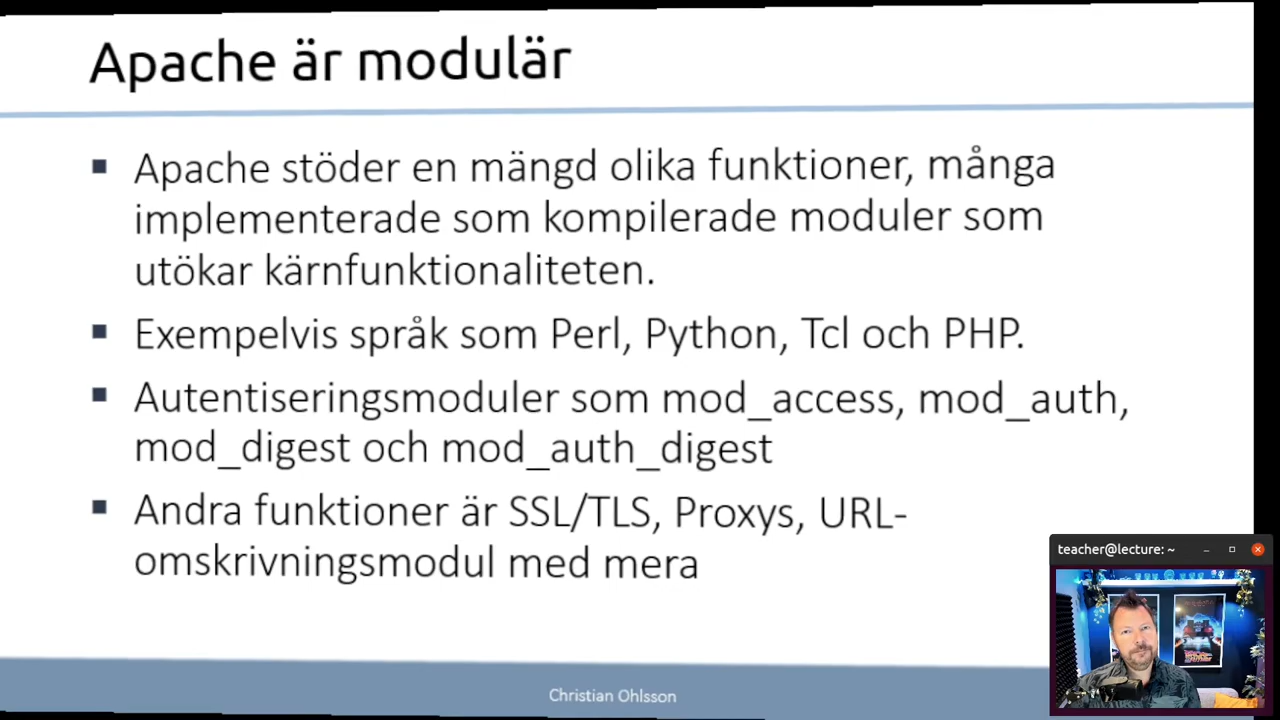 Apache är modulär
Apache stöder en mängd olika funktioner, många
implementerade som kompilerade moduler som
utökar kärnfunktionaliteten.
Exempelvis språk som Perl, Python, Tcl och PHP.
Autentiseringsmoduler som mod_access, mod_auth,
mod_digest och mod_auth_digest
Andra funktioner är SSL/TLS, Proxys, URL-
omskrivningsmodul med mera
teacher@lecture: ~
Christian Ohlsson